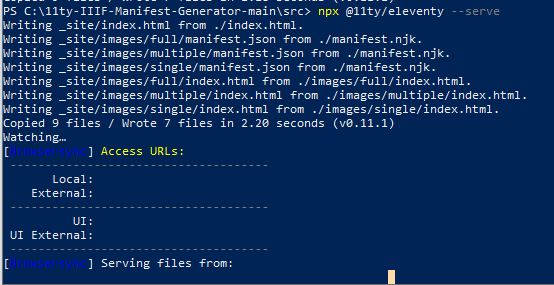 PS C:\11ty-IIIF-Manifest-Generator-main\src> npx @11ty/eleventy --serve
Writing _site/index.html from ./index.html.
Writing _site/images/full/manifest.json from ./manifest.njk.
Writing _site/images/multiple/manifest.json from ./manifest.njk.
Writing _site/images/single/manifest.json from ./manifest.njk.
Writing _site/images/full/index.html from ./images/full/index.html.
Writing _site/images/multiple/index.html from ./images/multiple/index.html.
Writing _site/images/single/index.html from ./images/single/index.html.
Copied 9 files / Wrote 7 files in 2.20 seconds (v0.11.1)
Watching…
[Browsersync] Access URLs:
--------------------------------------
Local:
External:
--------------------------------------
UI:
UI External:
--------------------------------------
[Browsersync] Serving files from: